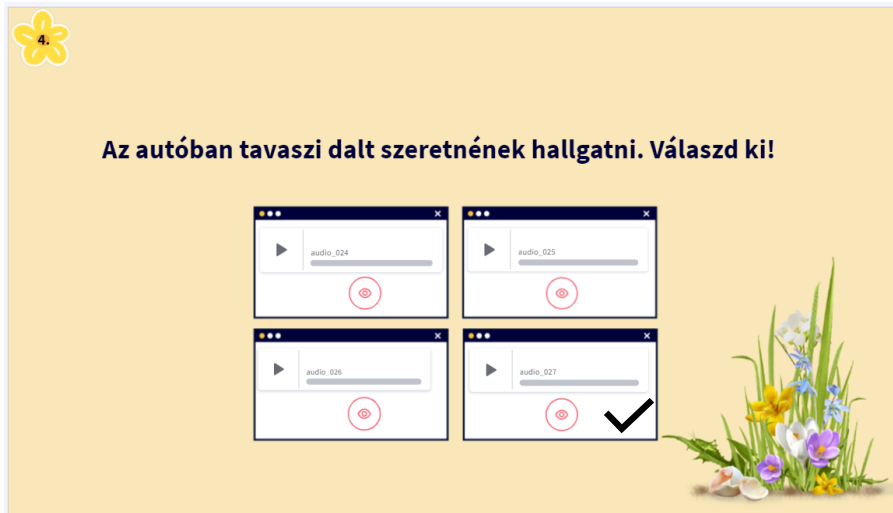 4.
Az autóban tavaszi dalt szeretnének hallgatni. Válaszd ki!
audio_024
audio_025
audio_026
audio_027